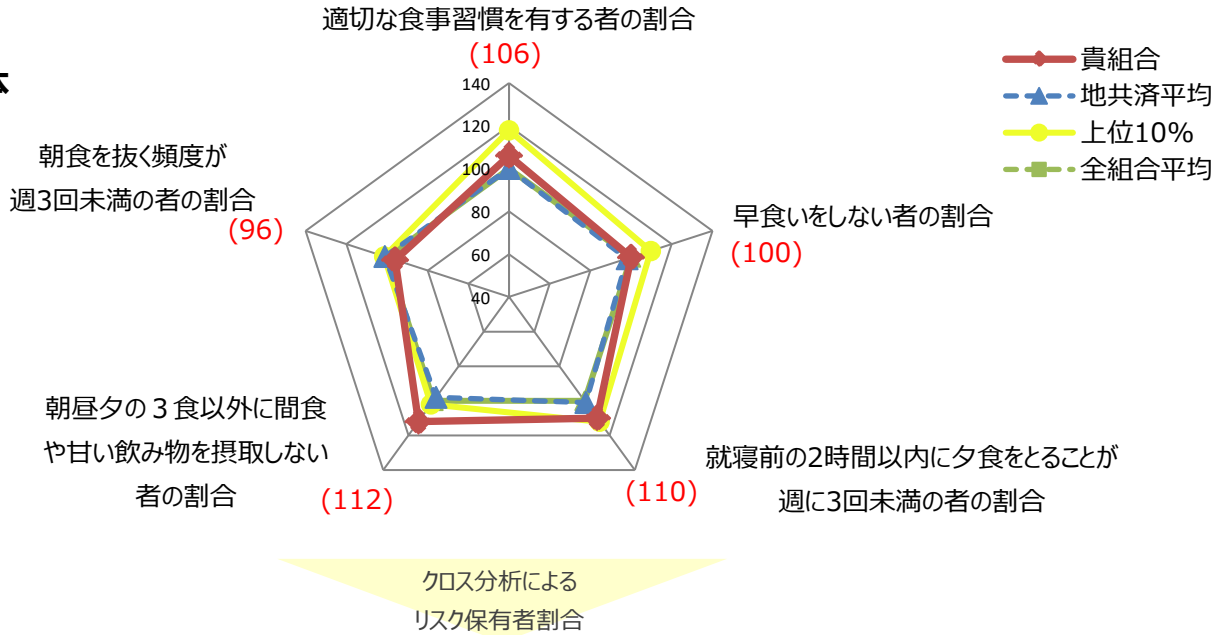 適切な食事習慣を有する者の割合
(106)
貴組合
地共済平均
上位10%
全組合平均
体
140
120
100
80
60
40
朝食を抜く頻度が
週3回未満の者の割合
(96)
早食いをしない者の割合
(100)
朝昼夕の３食以外に間食
や甘い飲み物を摂取しない
者の割合
(112)
就寝前の2時間以内に夕食をとることが
週に3回未満の者の割合
(110)
クロス分析による
リスク保有者割合